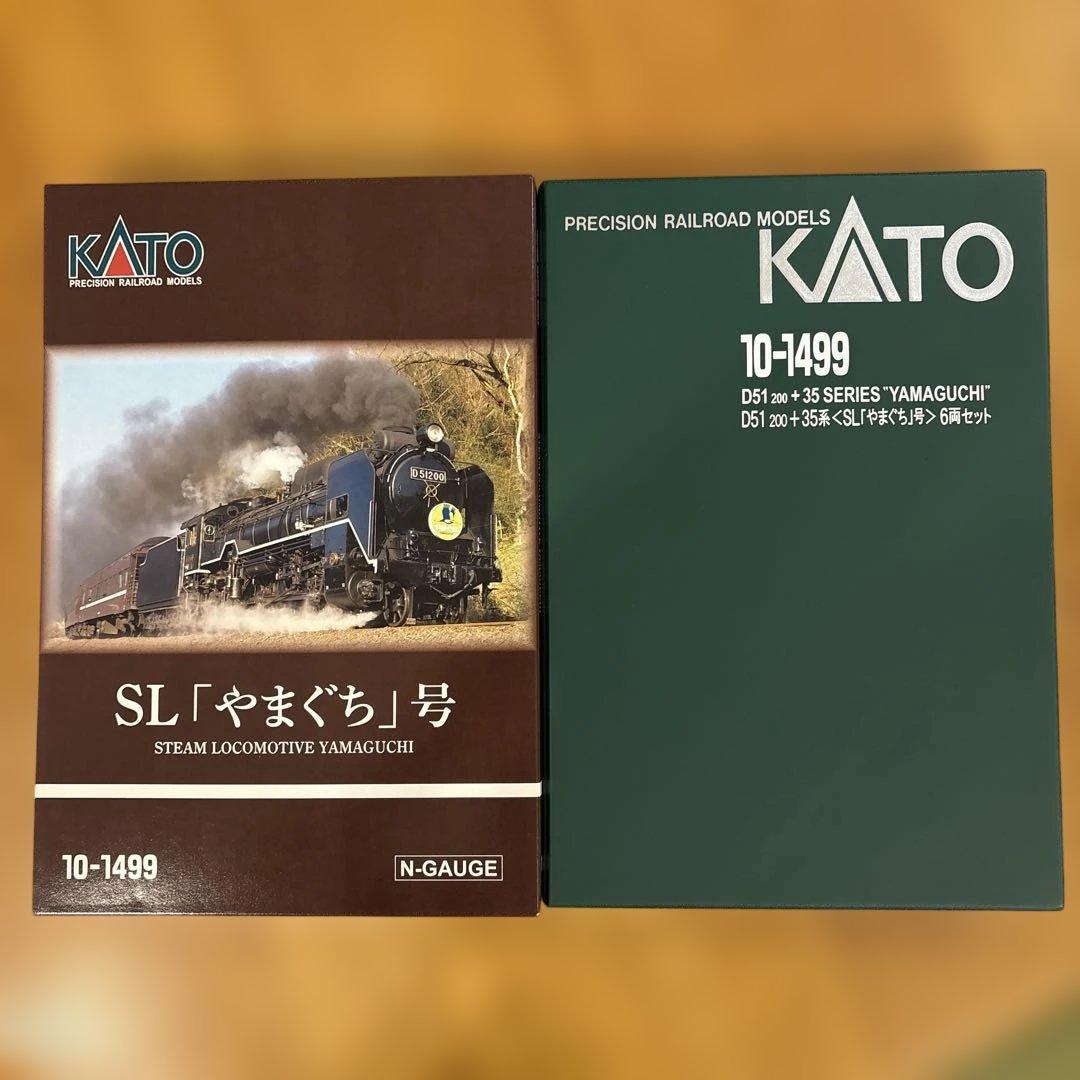 KATO
PRECISION RAILROAD MODELS
D51200
SL「やまぐち」号
STEAM LOCOMOTIVE YAMAGUCHI
10-1499
N-GAUGE
PRECISION RAILROAD MODELS
KATO
10-1499
D51 200 + 35 SERIES "YAMAGUCHI"
D51 200+35系<SL「やまぐち」号> 6両セット